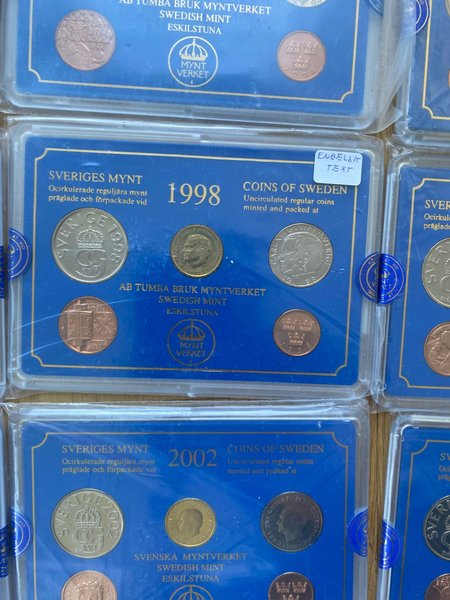 AB TUMBA BRUK MYNTVERKET
SWEDISH MINT
ESKILSTUNA
MYNT
VERKET
ENGELSK
TEXT
SVERIGES MYNT
Ocirkulerade reguljära mynt
präglade och förpackade vid
1998
COINS OF SWEDEN
Uncirculated regular coins
minted and packed at
SVERIGE 1998
AB TUMBA BRUK MYNTVERKET
SWEDISH MINT
ESKILSTUNA
MYNT
VERKET
SVERIGES MYNT
Ocirkulerade reguljära mynt
präglade och förpackade vid
2002
COINS OF SWEDEN
Uncirculated regular coins
minted and packed at
SVERIGE 2002
SVENSKA MYNTVERKET
SWEDISH MINT
ESKILSTUNA